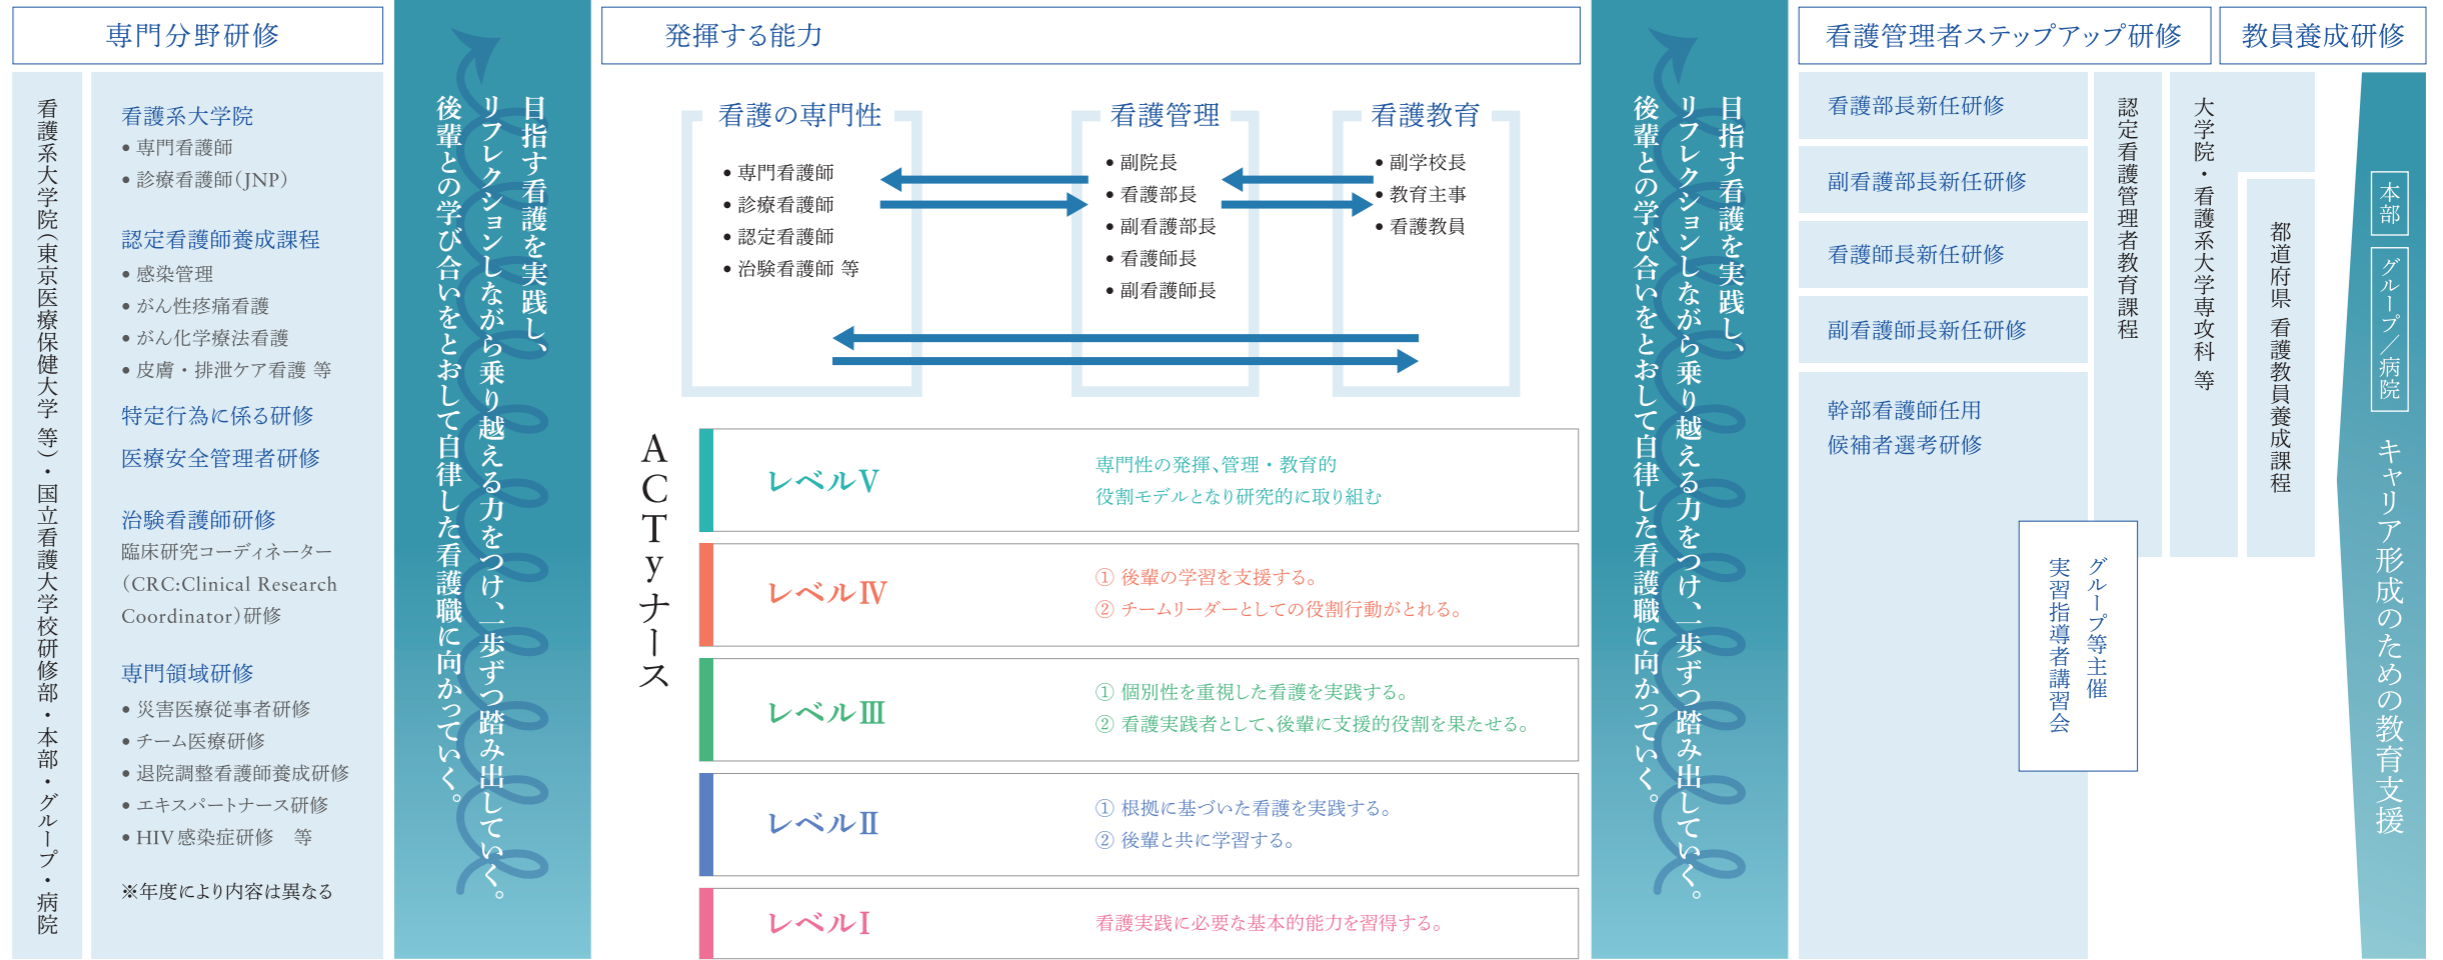 専門分野研修
看護系大学院（東京医療保健大学 等）・国立看護大学校研修部・本部・グループ・病院
看護系大学院
• 専門看護師
• 診療看護師（JNP）
認定看護師養成課程
• 感染管理
• がん性疼痛看護
• がん化学療法看護
• 皮膚・排泄ケア看護 等
特定行為に係る研修
医療安全管理者研修
治験看護師研修
臨床研究コーディネーター
（CRC:Clinical Research
Coordinator）研修
専門領域研修
• 災害医療従事者研修
• チーム医療研修
• 退院調整看護師養成研修
• エキスパートナース研修
• HIV感染症研修　等
※年度により内容は異なる
目指す看護を実践し、
リフレクションしながら乗り越える力をつけ、一歩ずつ踏み出していく。
後輩との学び合いをとおして自律した看護職に向かっていく。
発揮する能力
看護の専門性
• 専門看護師
• 診療看護師
• 認定看護師
• 治験看護師 等
看護管理
• 副院長
• 看護部長
• 副看護部長
• 看護師長
• 副看護師長
看護教育
• 副学校長
• 教育主事
• 看護教員
ACTyナース
レベルⅤ
専門性の発揮、管理・教育的
役割モデルとなり研究的に取り組む
レベルⅣ
① 後輩の学習を支援する。
② チームリーダーとしての役割行動がとれる。
レベルⅢ
① 個別性を重視した看護を実践する。
② 看護実践者として、後輩に支援的役割を果たせる。
レベルⅡ
① 根拠に基づいた看護を実践する。
② 後輩と共に学習する。
レベルⅠ
看護実践に必要な基本的能力を習得する。
目指す看護を実践し、
リフレクションしながら乗り越える力をつけ、一歩ずつ踏み出していく。
後輩との学び合いをとおして自律した看護職に向かっていく。
看護管理者ステップアップ研修
看護部長新任研修
副看護部長新任研修
看護師長新任研修
副看護師長新任研修
幹部看護師任用
候補者選考研修
認定看護管理者教育課程
グループ等主催
実習指導者講習会
教員養成研修
大学院・看護系大学専攻科 等
都道府県 看護教員養成課程
本部
グループ／病院
キャリア形成のための教育支援